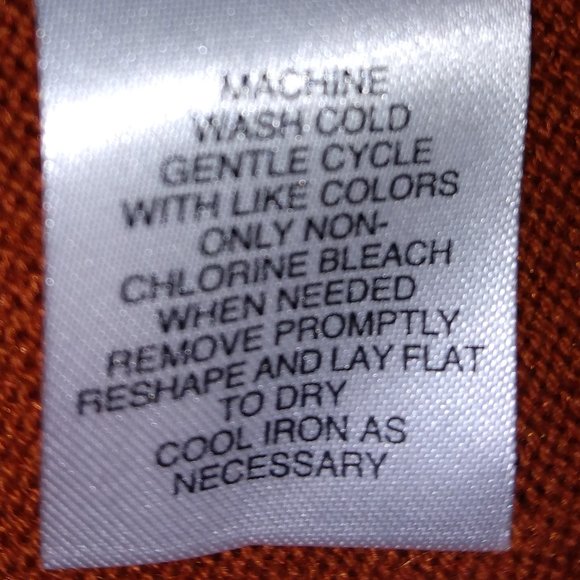 MACHINE
WASH COLD
GENTLE CYCLE
WITH LIKE COLORS
ONLY NON-
CHLORINE BLEACH
WHEN NEEDED
REMOVE PROMPTLY
RESHAPE AND LAY FLAT
TO DRY
COOL IRON AS
NECESSARY